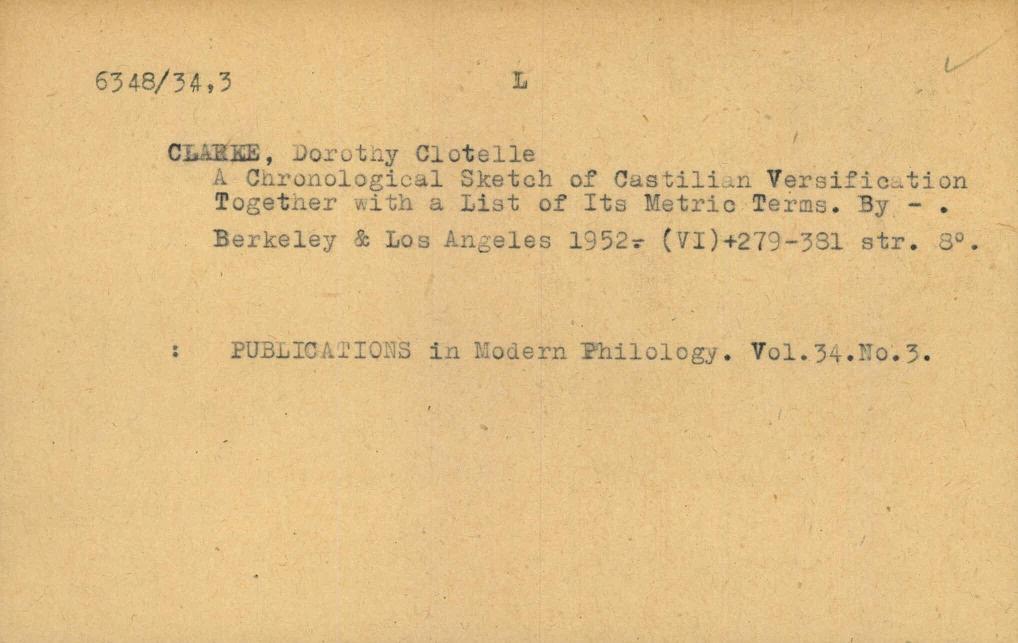 6348/34,3 L
CLARKE, Dorothy Clotelle
A Chronological Sketch of Castilian Versification
Together with a List of Its Metric Terms. By - .
Berkeley & Los Angeles 1952. (VI)+279-381 str. 8°.
: PUBLICATIONS in Modern Philology. Vol.34.No.3.